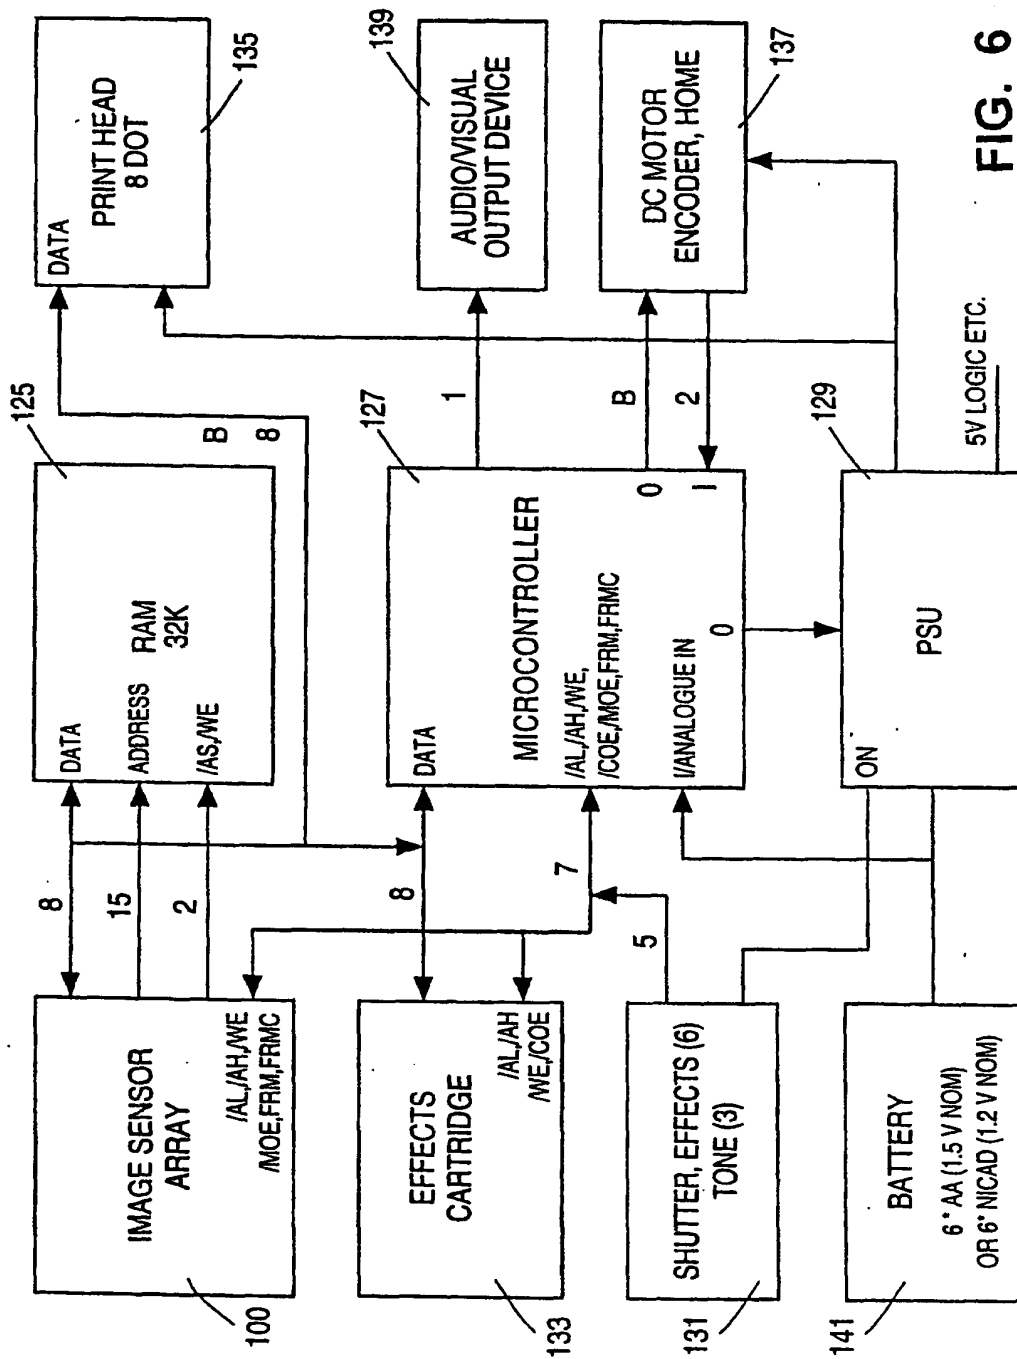 IMAGE SENSOR
ARRAY
/AL,/AH,/WE
/MOE,FRM,FRMC
100
8
15
2
DATA
ADDRESS
/AS,/WE
RAM
32K
125
B
8
DATA
PRINT HEAD
8 DOT
135
EFFECTS
CARTRIDGE
/AL,/AH
/WE,/COE
133
8
7
DATA
MICROCONTROLLER
/AL,/AH,/WE,
/COE,/MOE,FRM,FRMC
I/ANALOGUE IN
O
O
I
127
1
B
2
AUDIO/VISUAL
OUTPUT DEVICE
139
DC MOTOR
ENCODER, HOME
137
SHUTTER, EFFECTS (6)
TONE (3)
131
5
BATTERY
6* AA (1.5 V NOM)
OR 6* NICAD (1.2 V NOM)
141
ON
PSU
129
5V LOGIC ETC.
FIG. 6